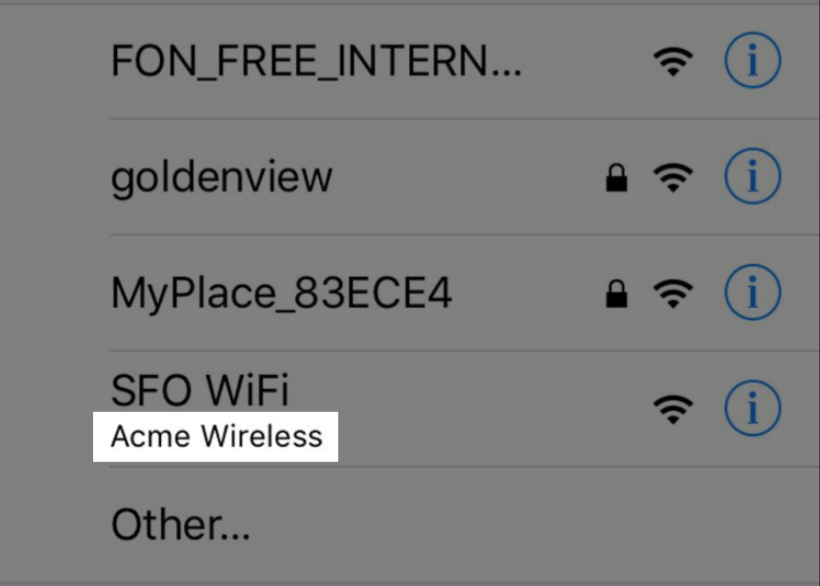 FON_FREE_INTERN...
goldenview
MyPlace_83ECE4
SFO WiFi
Acme Wireless
Other...